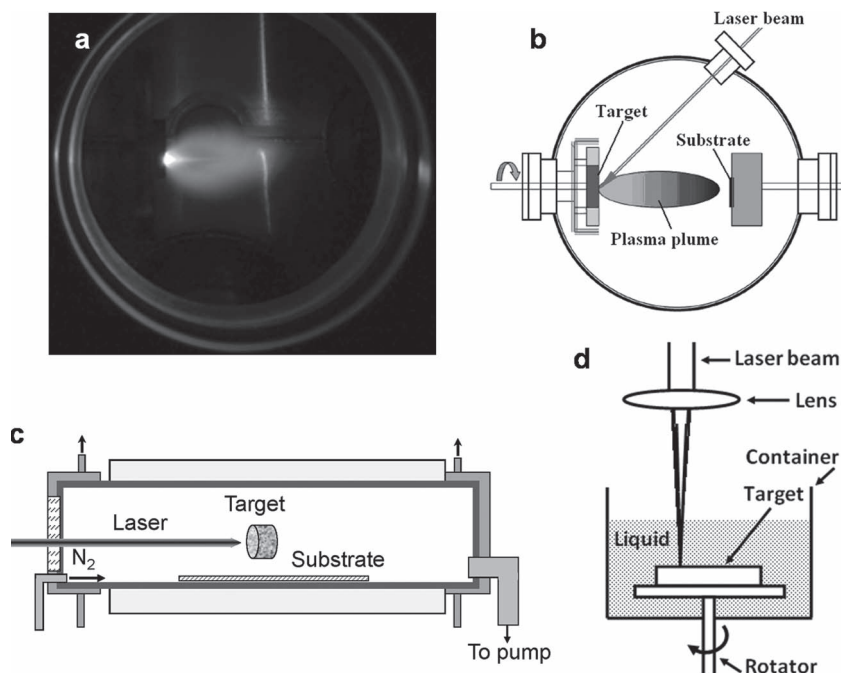 a
b
Laser beam
Target
Substrate
Plasma plume
c
Target
Laser
N2
Substrate
To pump
d
Laser beam
Lens
Container
Target
Liquid
Rotator